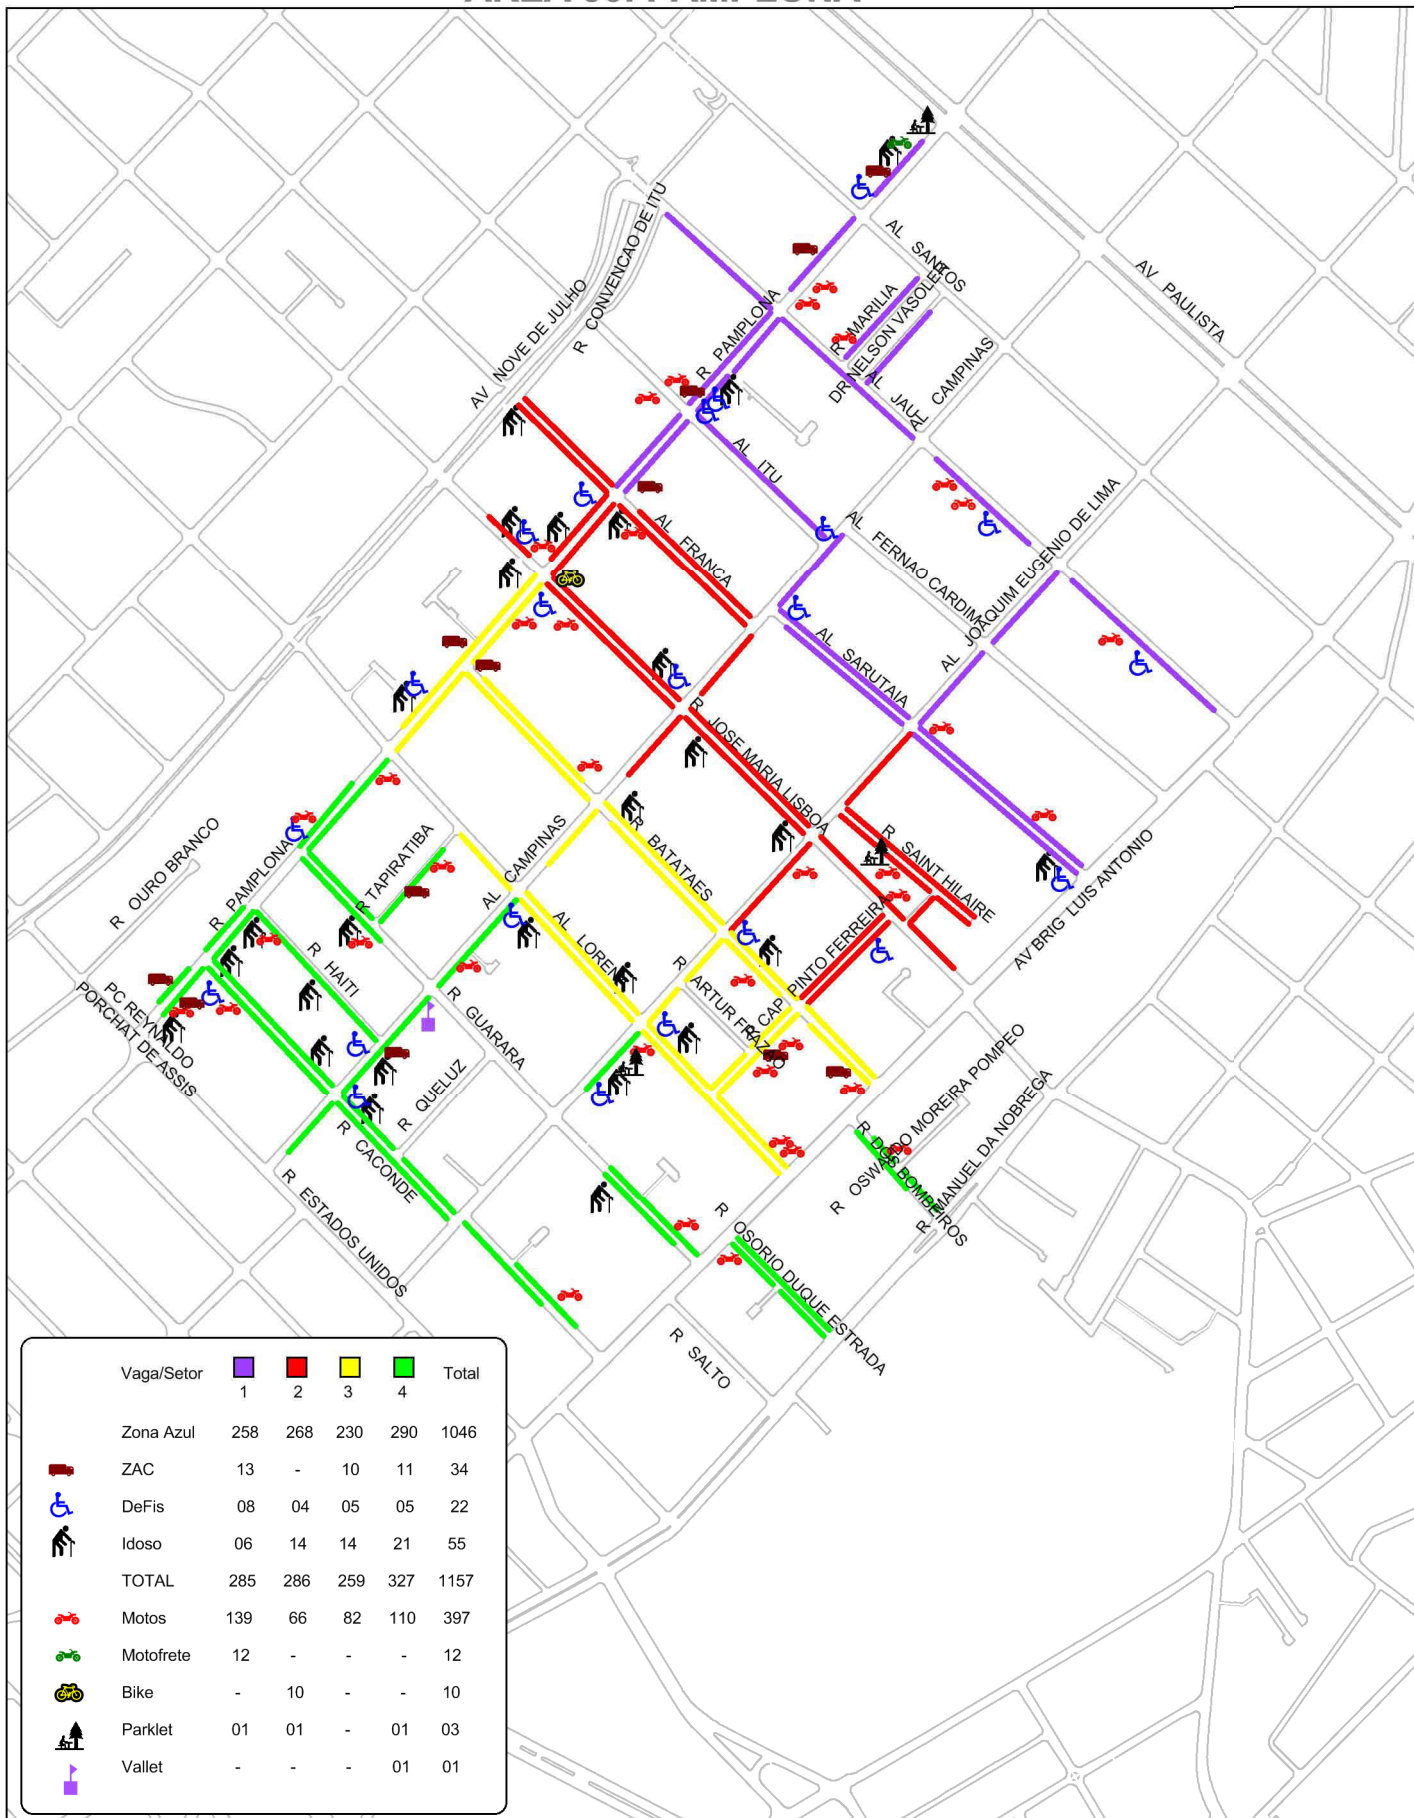 AL SANTOS
AV PAULISTA
R CONVENCAO DE ITU
AV NOVE DE JULHO
R PAMPLONA
R MARILIA
DR NELSON VASOLER
AL JAU
AL CAMPINAS
AL ITU
AL FRANCA
AL FERNAO CARDIM
AL JOAQUIM EUGENIO DE LIMA
AL SARUTAIA
R JOSE MARIA LISBOA
R SAINT HILAIRE
AV BRIG LUIS ANTONIO
R BATATAES
R OURO BRANCO
R PAMPLONA
R TAPIRATIBA
AL CAMPINAS
AL LOREN
R CAP PINTO FERREIRA
R ARTUR FRAZAO
R HAITI
R GUARARA
PC REYNALDO
PORCHAT DE ASSIS
R QUELUZ
R CACONDE
R ESTADOS UNIDOS
R OSWALDO MOREIRA POMPEO
R MANUEL DA NOBREGA
R DOS BOMBEIROS
R OSORIO DUQUE ESTRADA
R SALTO
Vaga/Setor 1 2 3 4 Total
Zona Azul 258 268 230 290 1046
ZAC 13 - 10 11 34
DeFis 08 04 05 05 22
Idoso 06 14 14 21 55
TOTAL 285 286 259 327 1157
Motos 139 66 82 110 397
Motofrete 12 - - - 12
Bike - 10 - - 10
Parklet 01 01 - 01 03
Vallet - - - 01 01